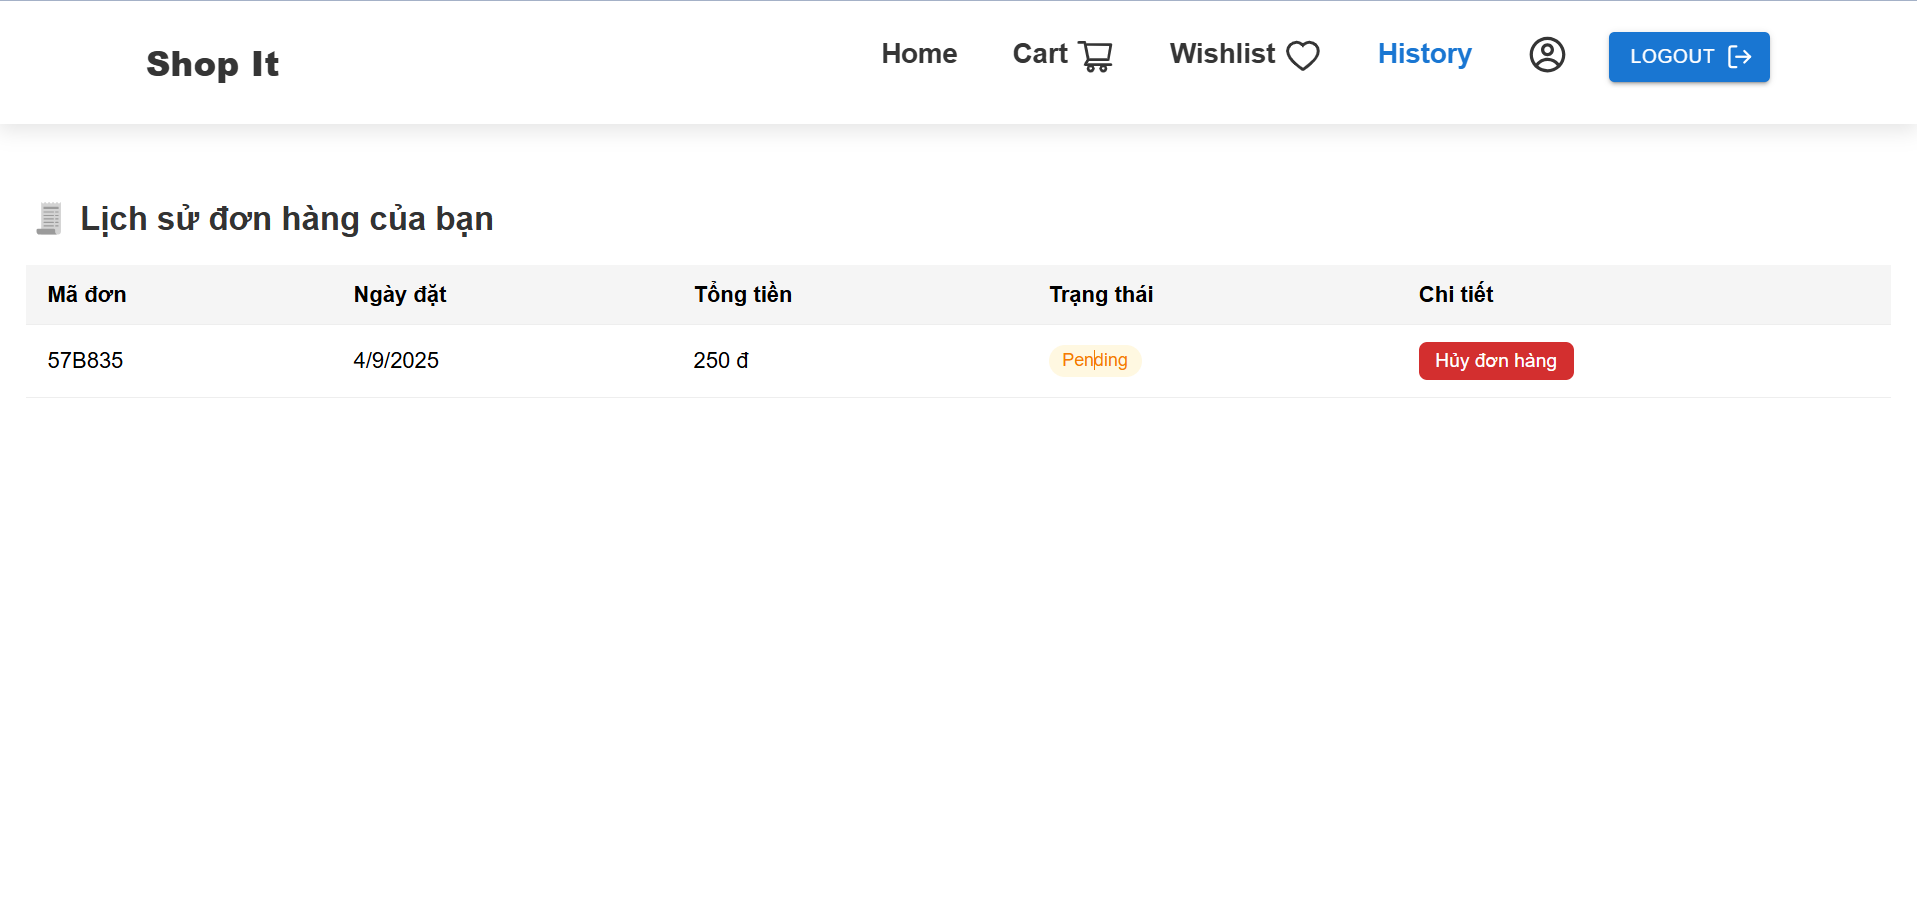 Shop It
Home Cart Wishlist History LOGOUT
Lịch sử đơn hàng của bạn
Mã đơn Ngày đặt Tổng tiền Trạng thái Chi tiết
57B835 4/9/2025 250 đ Pending Hủy đơn hàng